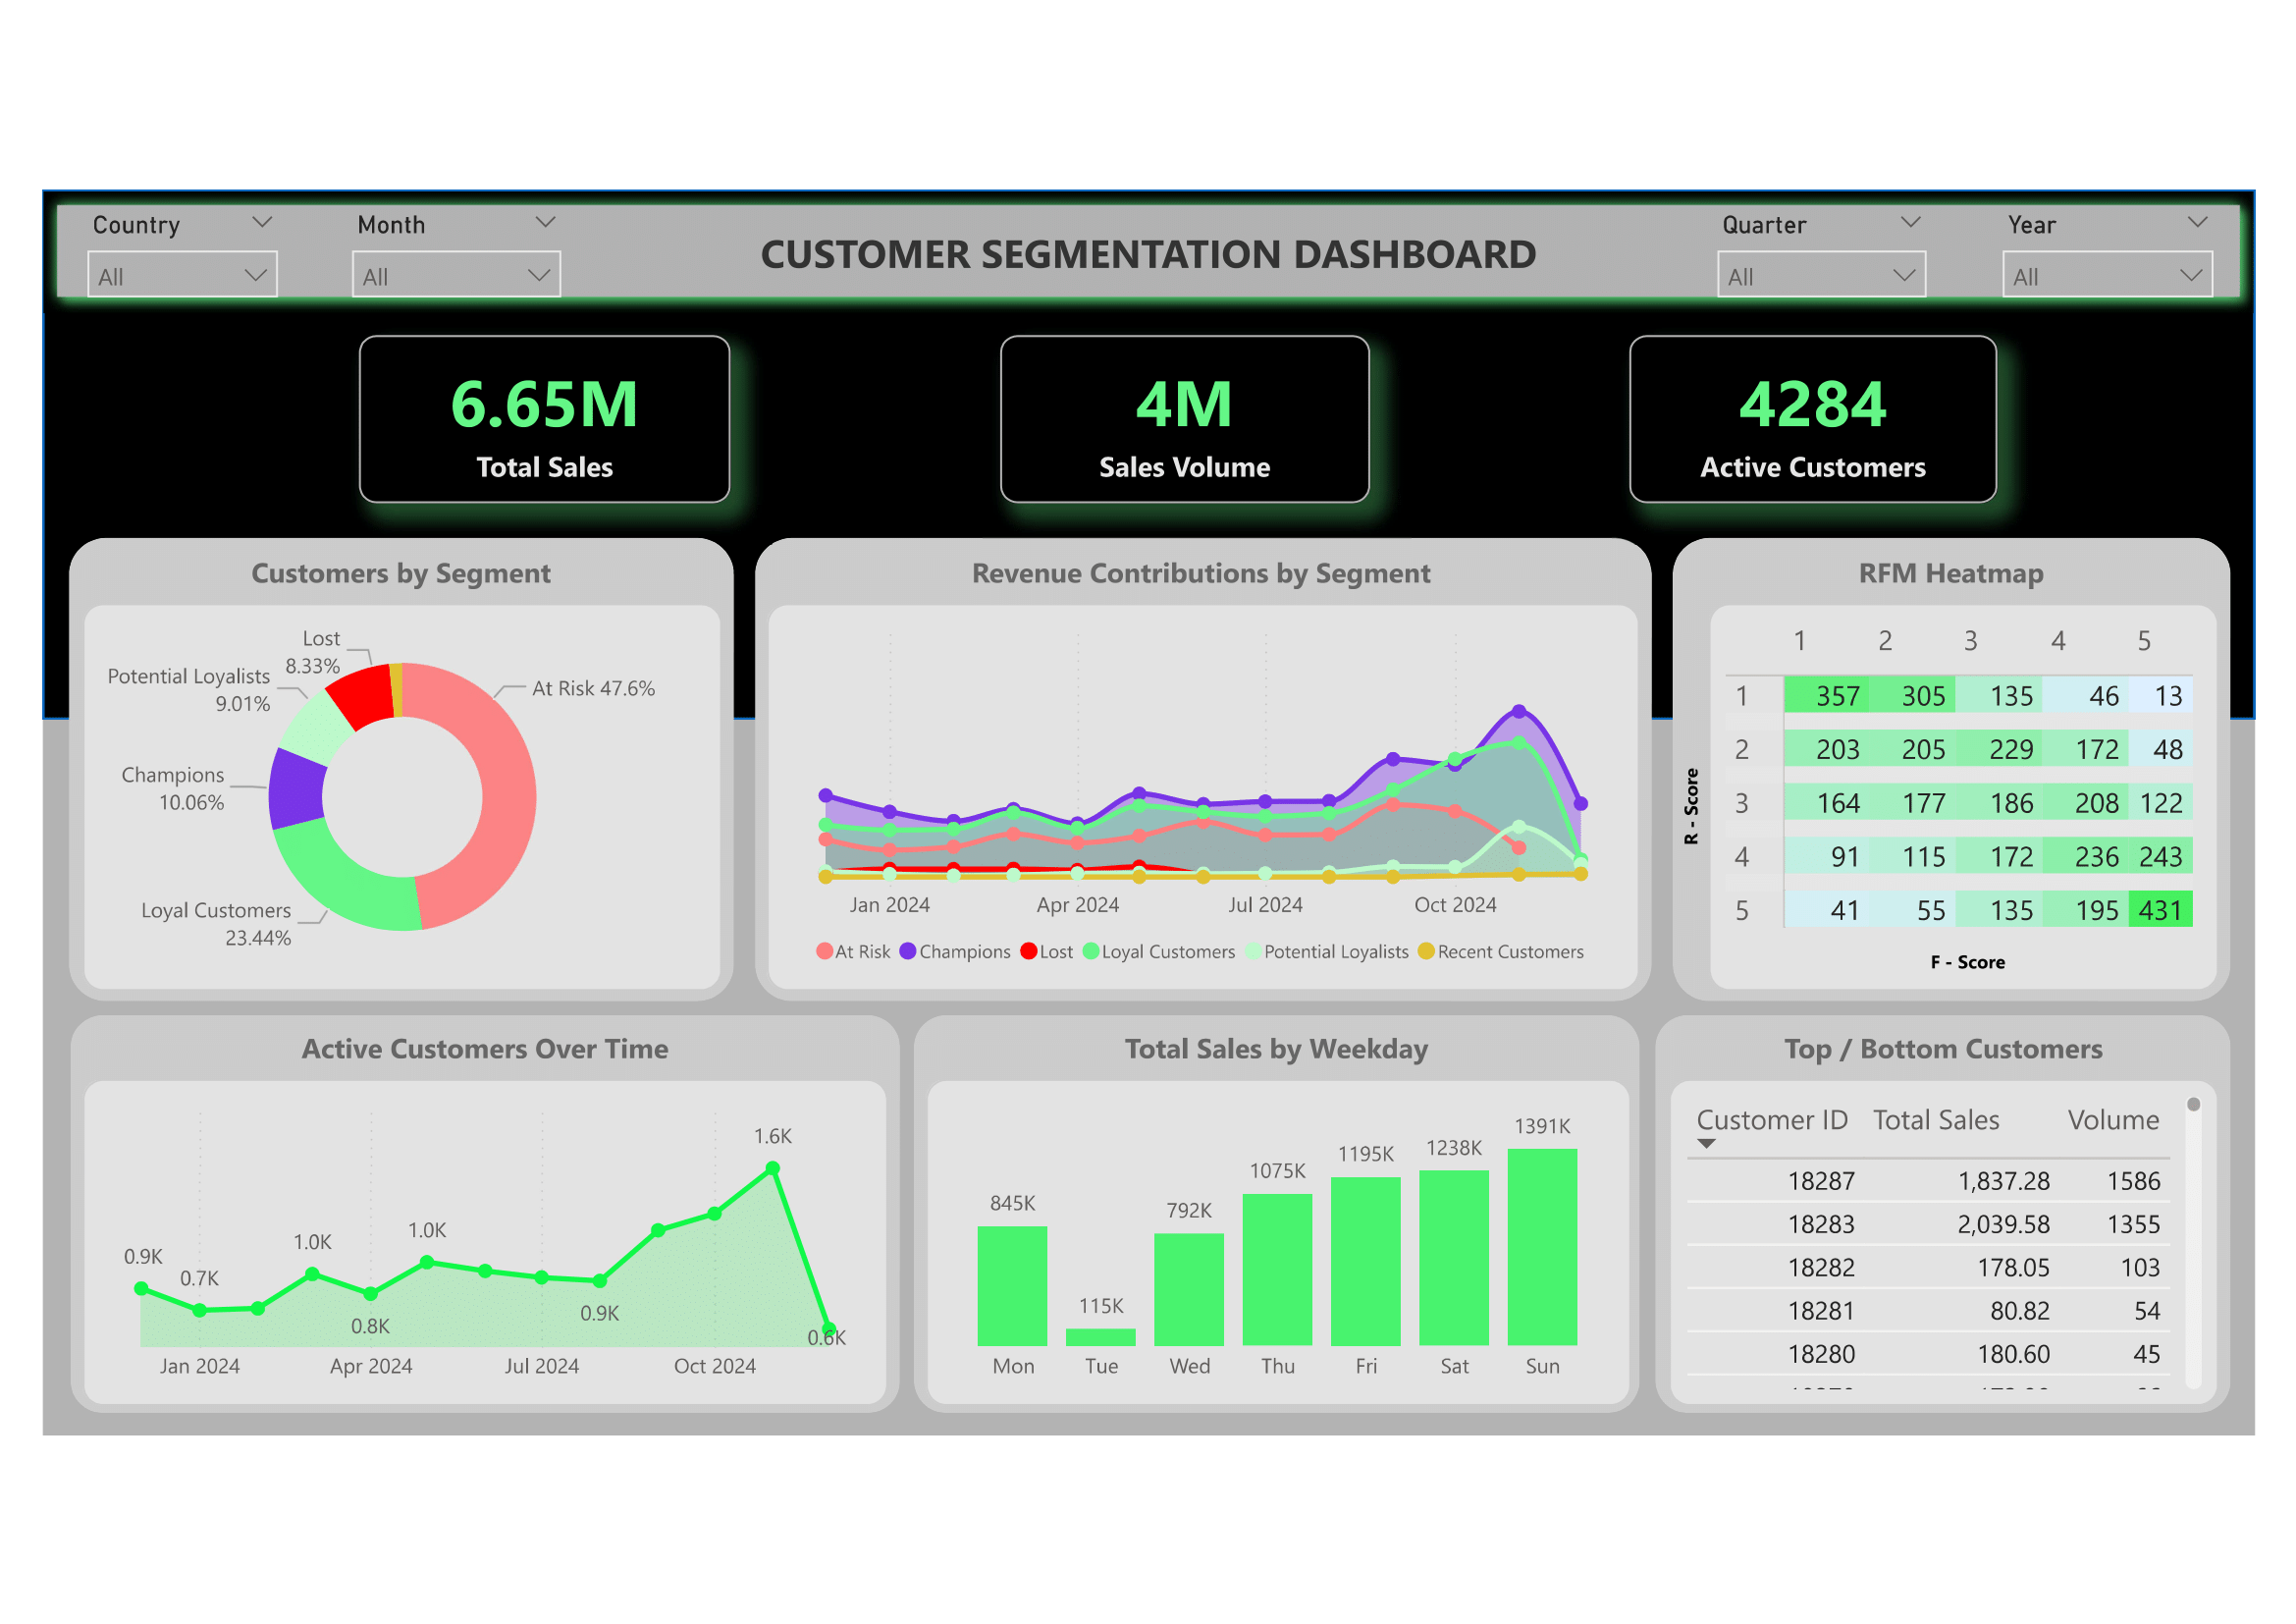 Country
Month
CUSTOMER SEGMENTATION DASHBOARD
Quarter
Year
All
All
All
All
6.65M
Total Sales
4M
Sales Volume
4284
Active Customers
Customers by Segment
Lost
8.33%
Potential Loyalists
9.01%
At Risk 47.6%
Champions
10.06%
Loyal Customers
23.44%
Revenue Contributions by Segment
Jan 2024 Apr 2024 Jul 2024 Oct 2024
At Risk Champions Lost Loyal Customers Potential Loyalists Recent Customers
RFM Heatmap
1 2 3 4 5
1 357 305 135 46 13
2 203 205 229 172 48
3 164 177 186 208 122
4 91 115 172 236 243
5 41 55 135 195 431
R - Score
F - Score
Active Customers Over Time
1.6K
1.0K
1.0K
0.9K
0.7K
0.9K
0.8K
0.6K
Jan 2024 Apr 2024 Jul 2024 Oct 2024
Total Sales by Weekday
845K 115K 792K 1075K 1195K 1238K 1391K
Mon Tue Wed Thu Fri Sat Sun
Top / Bottom Customers
Customer ID Total Sales Volume
18287 1,837.28 1586
18283 2,039.58 1355
18282 178.05 103
18281 80.82 54
18280 180.60 45